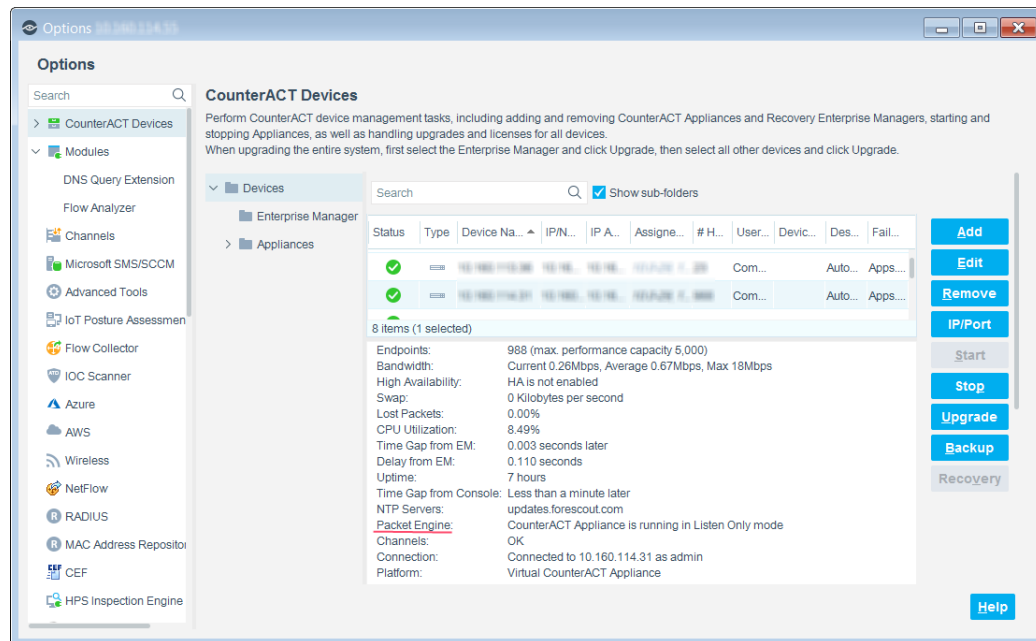 Options
Options
Search
CounterACT Devices
Modules
DNS Query Extension
Flow Analyzer
Channels
Microsoft SMS/SCCM
Advanced Tools
IoT Posture Assessmen
Flow Collector
IOC Scanner
Azure
AWS
Wireless
NetFlow
RADIUS
MAC Address Repositor
CEF
HPS Inspection Engine
CounterACT Devices
Perform CounterACT device management tasks, including adding and removing CounterACT Appliances and Recovery Enterprise Managers, starting and
stopping Appliances, as well as handling upgrades and licenses for all devices.
When upgrading the entire system, first select the Enterprise Manager and click Upgrade, then select all other devices and click Upgrade.
Devices
Enterprise Manager
Appliances
Search Show sub-folders
Status Type Device Na... IP/N... IP A... Assigne... # H... User... Devic... Des... Fail...
Com... Auto... Apps....
Com... Auto... Apps....
8 items (1 selected)
Endpoints: 988 (max. performance capacity 5,000)
Bandwidth: Current 0.26Mbps, Average 0.67Mbps, Max 18Mbps
High Availability: HA is not enabled
Swap: 0 Kilobytes per second
Lost Packets: 0.00%
CPU Utilization: 8.49%
Time Gap from EM: 0.003 seconds later
Delay from EM: 0.110 seconds
Uptime: 7 hours
Time Gap from Console: Less than a minute later
NTP Servers: updates.forescout.com
Packet Engine: CounterACT Appliance is running in Listen Only mode
Channels: OK
Connection: Connected to 10.160.114.31 as admin
Platform: Virtual CounterACT Appliance
Add
Edit
Remove
IP/Port
Start
Stop
Upgrade
Backup
Recovery
Help